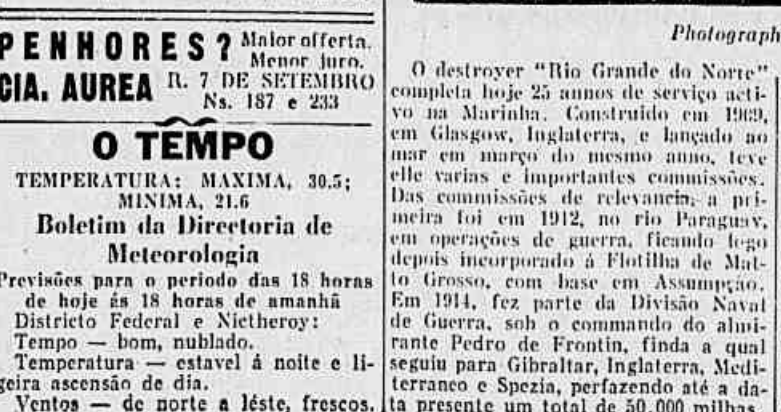 PENHORES? Maior offerta.
Menor juro.
CIA. AUREA R. 7 DE SETEMBRO
Ns. 187 e 233
O TEMPO
TEMPERATURA: MAXIMA, 30.5;
MINIMA, 21.6
Boletim da Directoria de
Meteorologia
Previsões para o periodo das 18 horas
de hoje ás 18 horas de amanhã
Districto Federal e Nictheroy:
Tempo — bom, nublado.
Temperatura — estavel á noite e li-
geira ascensão de dia.
Ventos — de norte a léste, frescos.
Photograph
O destroyer "Rio Grande do Norte"
completa hoje 25 annos de serviço acti-
vo na Marinha. Construido em 1909,
em Glasgow, Inglaterra, e lançado ao
mar em março do mesmo anno, teve
elle varias e importantes commissões.
Das commissões de relevancia, a pri-
meira foi em 1912, no rio Paraguay,
em operações de guerra, ficando logo
depois incorporado á Flotilha de Mat-
to Grosso, com base em Assumpção.
Em 1914, fez parte da Divisão Naval
de Guerra, sob o commando do almi-
rante Pedro de Frontin, finda a qual
seguiu para Gibraltar, Inglaterra, Medi-
terraneo e Spezia, perfazendo até a da-
ta presente um total de 50.000 milhas.